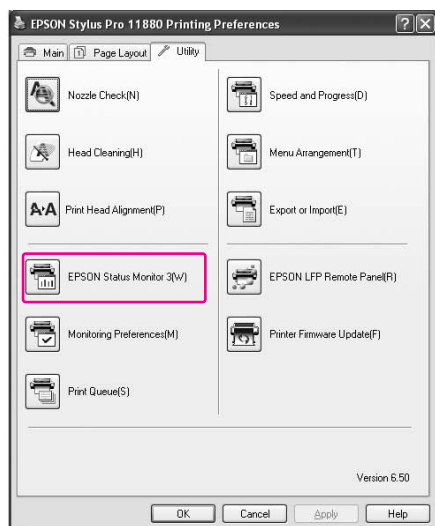 EPSON Stylus Pro 11880 Printing Preferences
Main
Page Layout
Utility
Nozzle Check(N)
Speed and Progress(D)
Head Cleaning(H)
Menu Arrangement(T)
Print Head Alignment(P)
Export or Import(E)
EPSON Status Monitor 3(W)
EPSON LFP Remote Panel(R)
Monitoring Preferences(M)
Printer Firmware Update(F)
Print Queue(S)
Version 6.50
OK
Cancel
Apply
Help